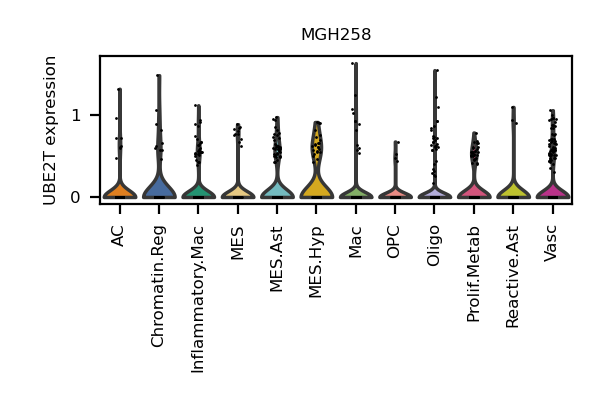 MGH258
UBE2T expression
1
0
AC
Chromatin.Reg
Inflammatory.Mac
MES
MES.Ast
MES.Hyp
Mac
OPC
Oligo
Prolif.Metab
Reactive.Ast
Vasc